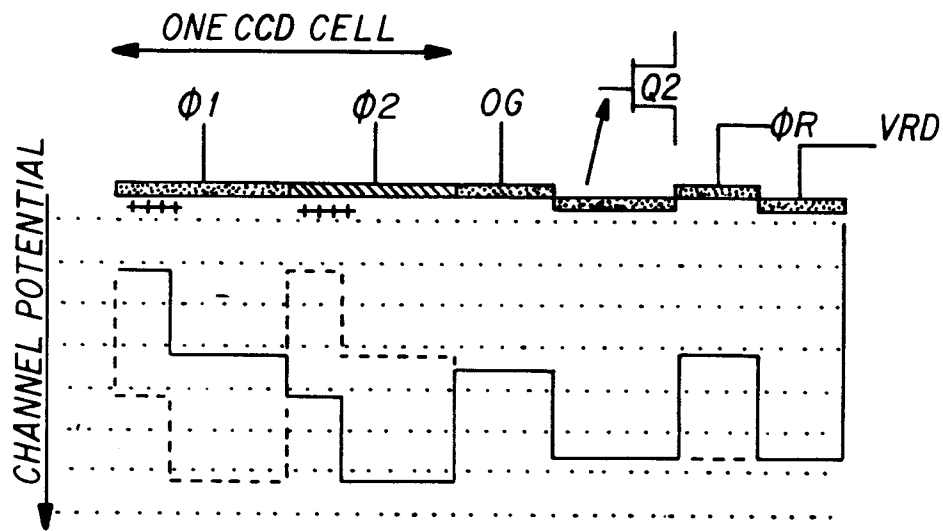 ONE CCD CELL
Q2
Φ1
Φ2
OG
ΦR
VRD
CHANNEL POTENTIAL